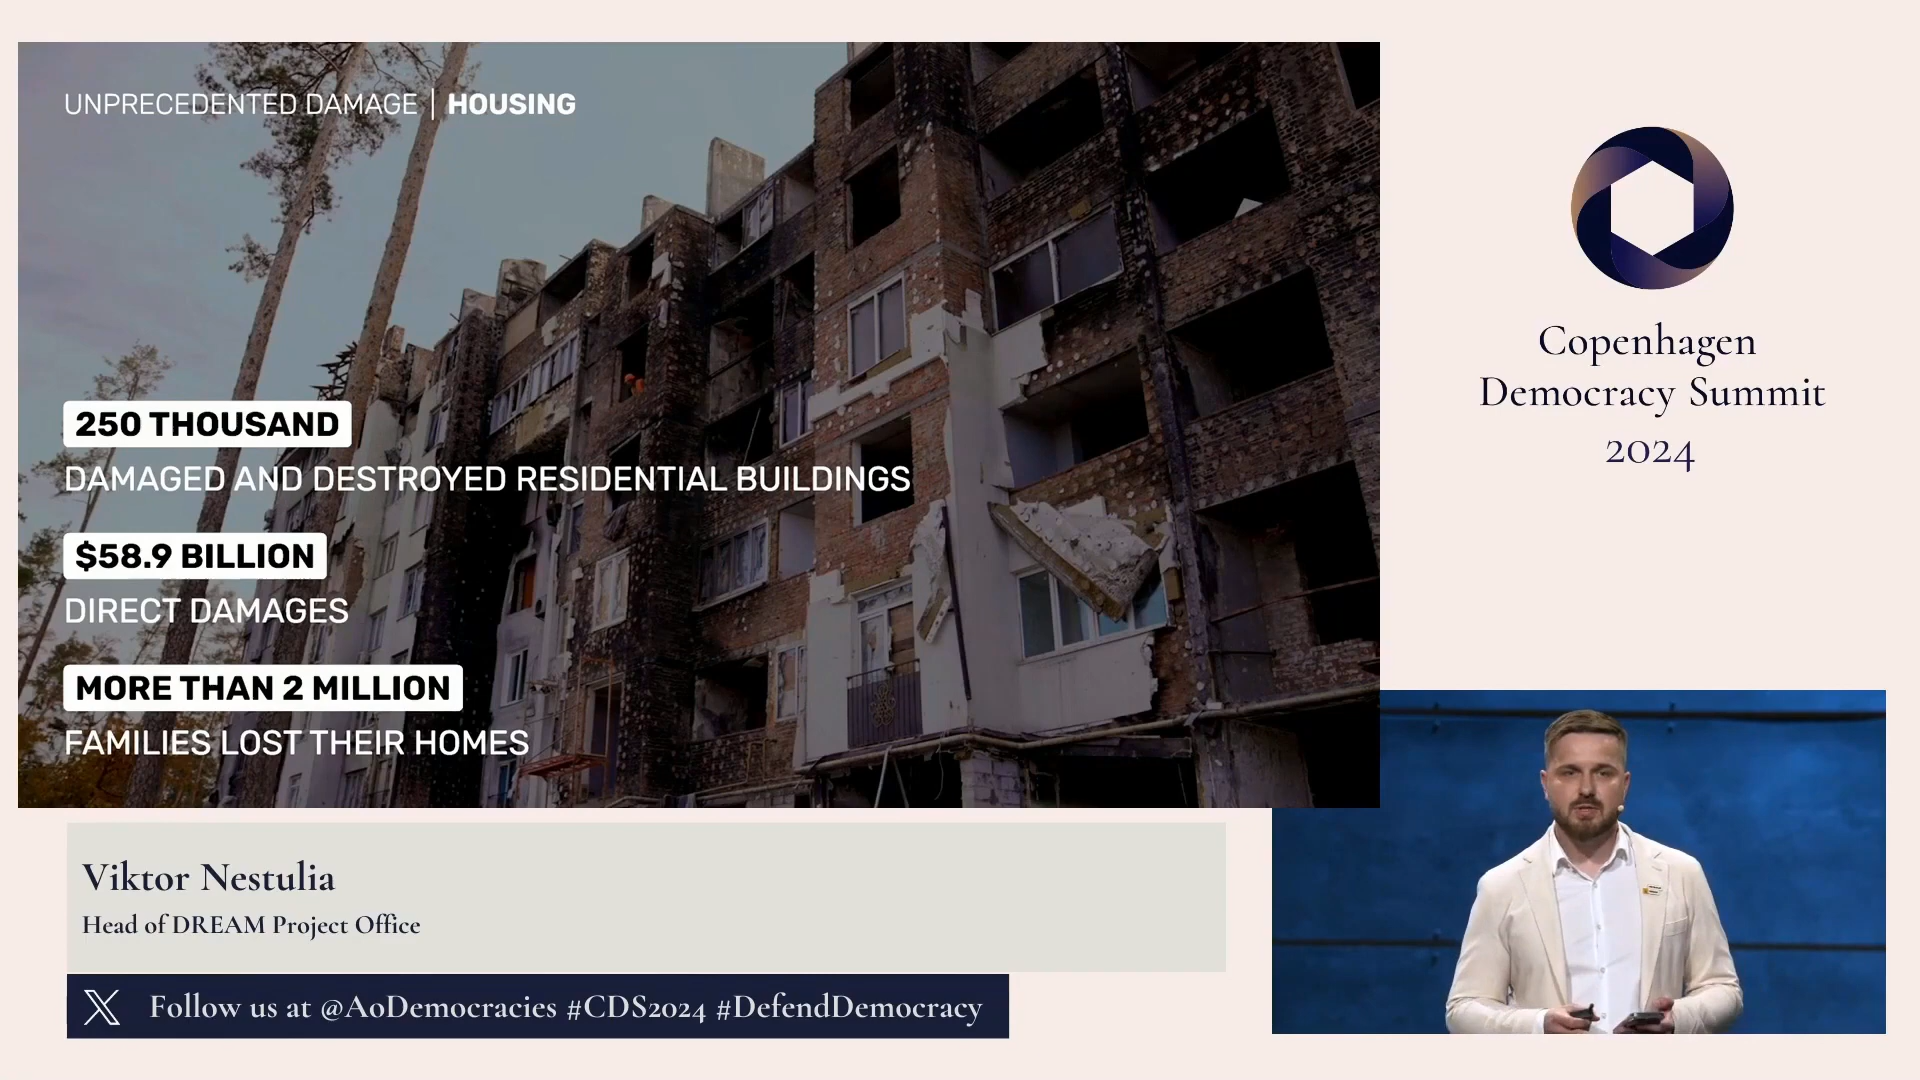 UNPRECEDENTED DAMAGE | HOUSING
250 THOUSAND
DAMAGED AND DESTROYED RESIDENTIAL BUILDINGS
$58.9 BILLION
DIRECT DAMAGES
MORE THAN 2 MILLION
FAMILIES LOST THEIR HOMES
Copenhagen
Democracy Summit
2024
Viktor Nestulia
Head of DREAM Project Office
Follow us at @AoDemocracies #CDS2024 #DefendDemocracy